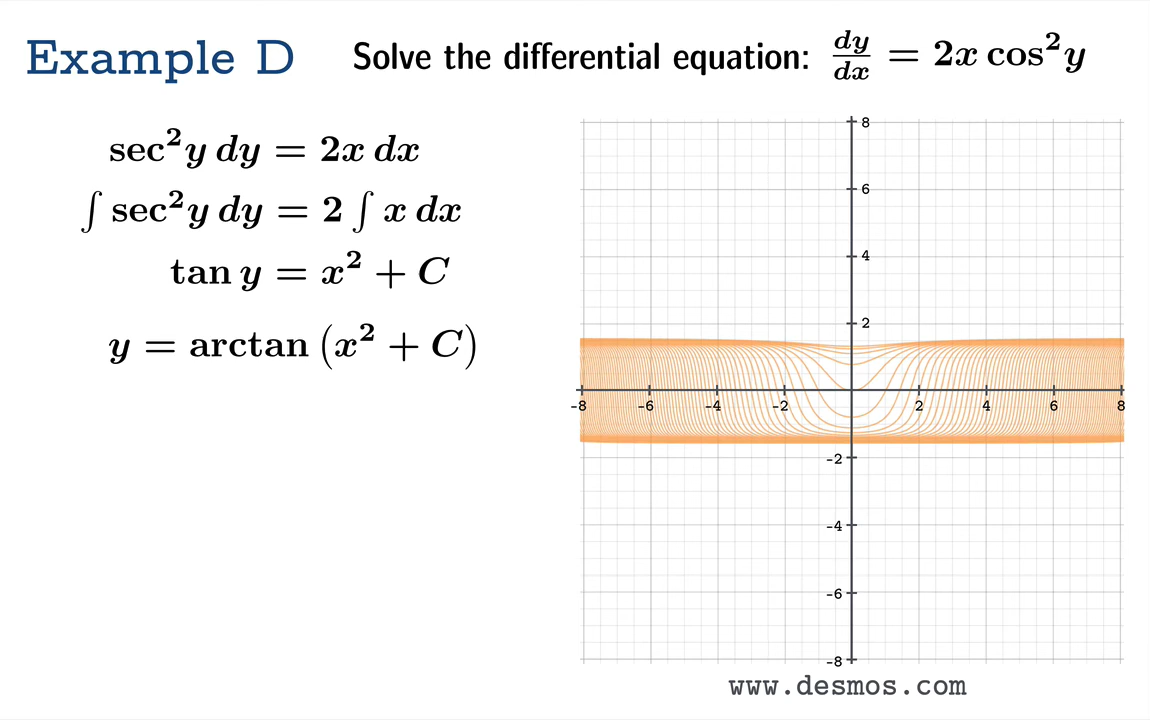 Example D
Solve the differential equation: dy/dx = 2x cos²y
sec²y dy = 2x dx
∫ sec²y dy = 2 ∫ x dx
tan y = x² + C
y = arctan (x² + C)
8
6
4
2
-8 -6 -4 -2 2 4 6 8
-2
-4
-6
-8
www.desmos.com